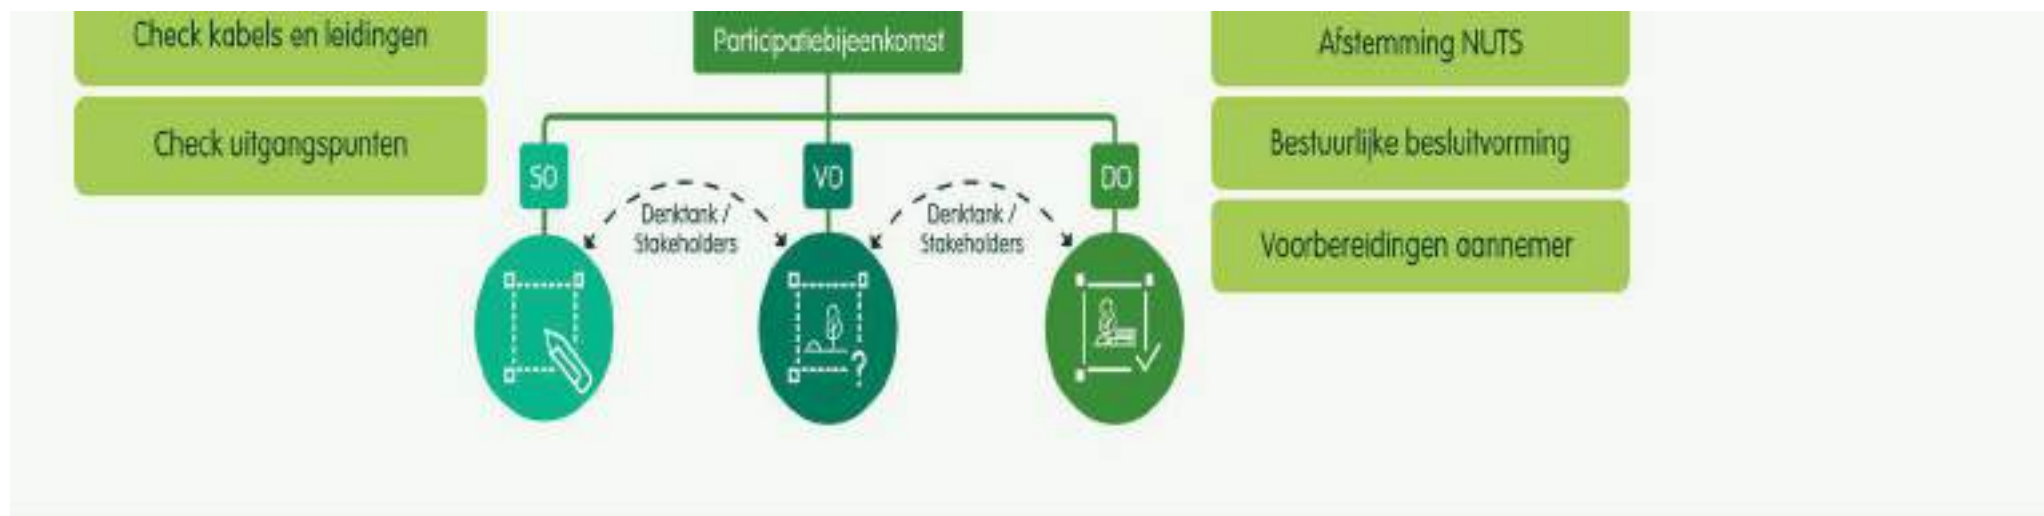 Check kabels en leidingen
Check uitgangspunten
Participatiebijeenkomst
SO
VO
DO
Denktank /
Stakeholders
Denktank /
Stakeholders
?
Afstemming NUTS
Bestuurlijke besluitvorming
Voorbereidingen aannemer